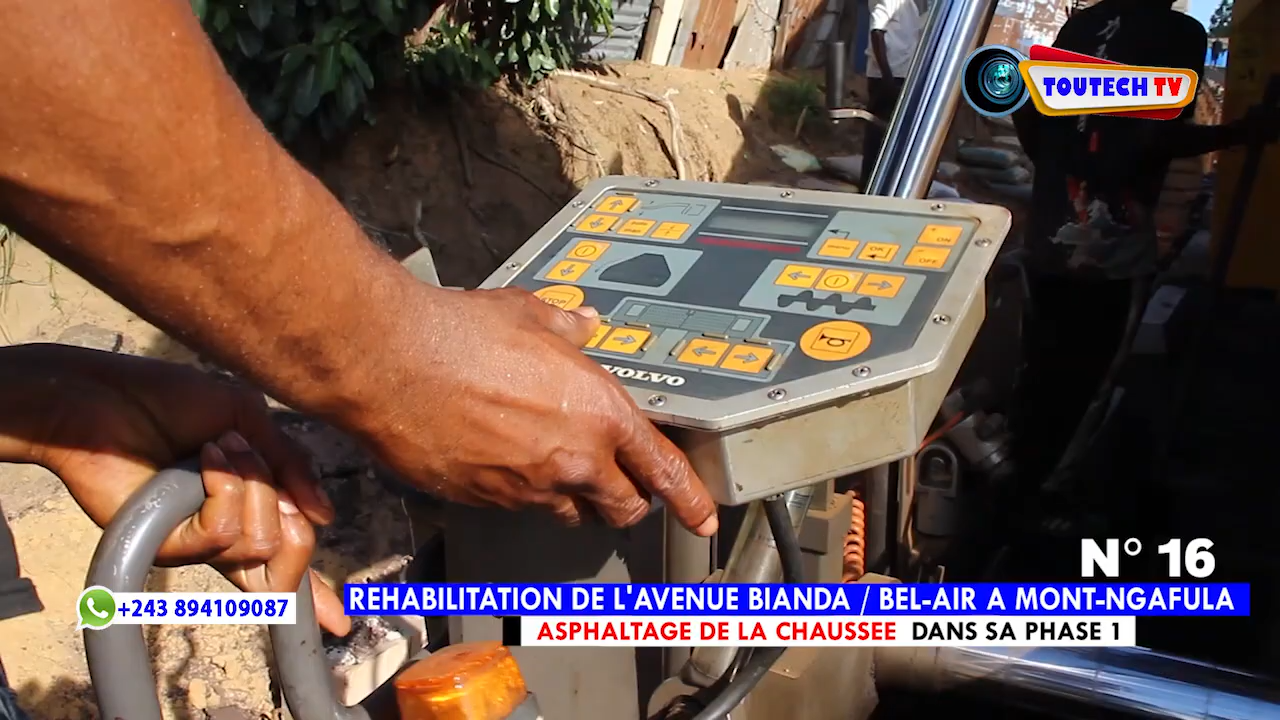 TOUTECH TV
ON
OK
OFF
STOP
VOLVO
N° 16
+243 894109087
REHABILITATION DE L'AVENUE BIANDA / BEL-AIR A MONT-NGAFULA
ASPHALTAGE DE LA CHAUSSEE DANS SA PHASE 1